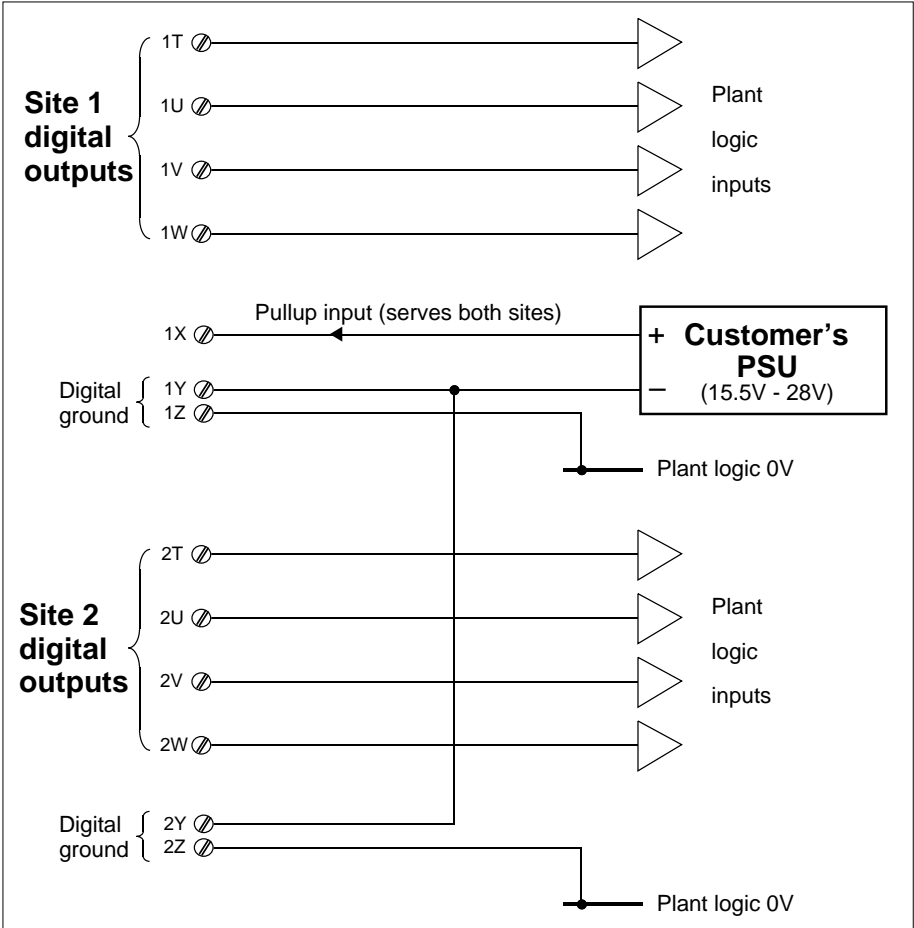 1T
Site 1
digital
outputs
1U
1V
1W
Plant
logic
inputs
Pullup input (serves both sites)
1X
+ Customer's
PSU
− (15.5V - 28V)
Digital
ground
1Y
1Z
Plant logic 0V
2T
Site 2
digital
outputs
2U
2V
2W
Plant
logic
inputs
Digital
ground
2Y
2Z
Plant logic 0V